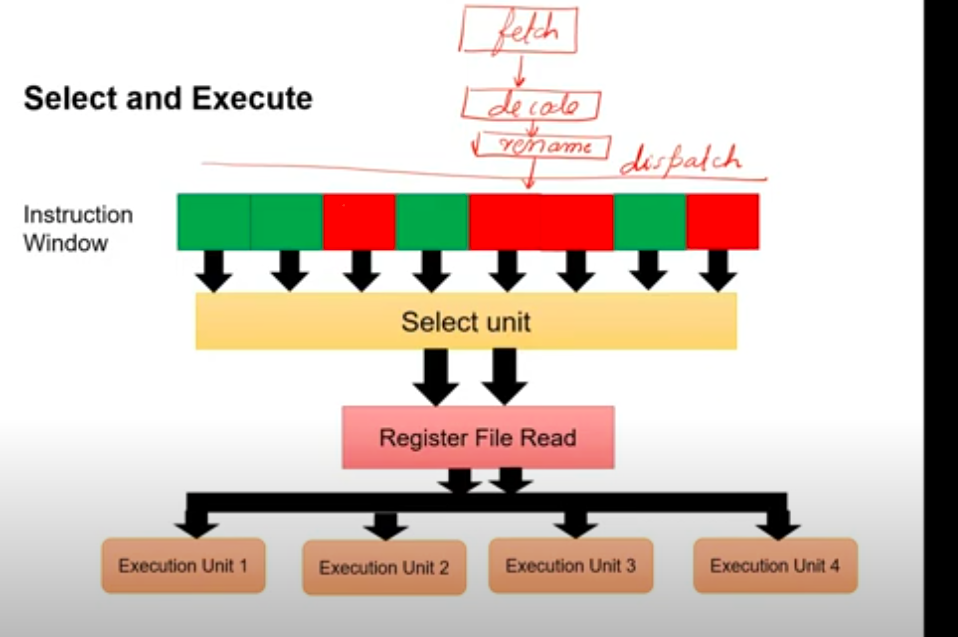 fetch
Select and Execute
decode
rename
dispatch
Instruction
Window
Select unit
Register File Read
Execution Unit 1
Execution Unit 2
Execution Unit 3
Execution Unit 4